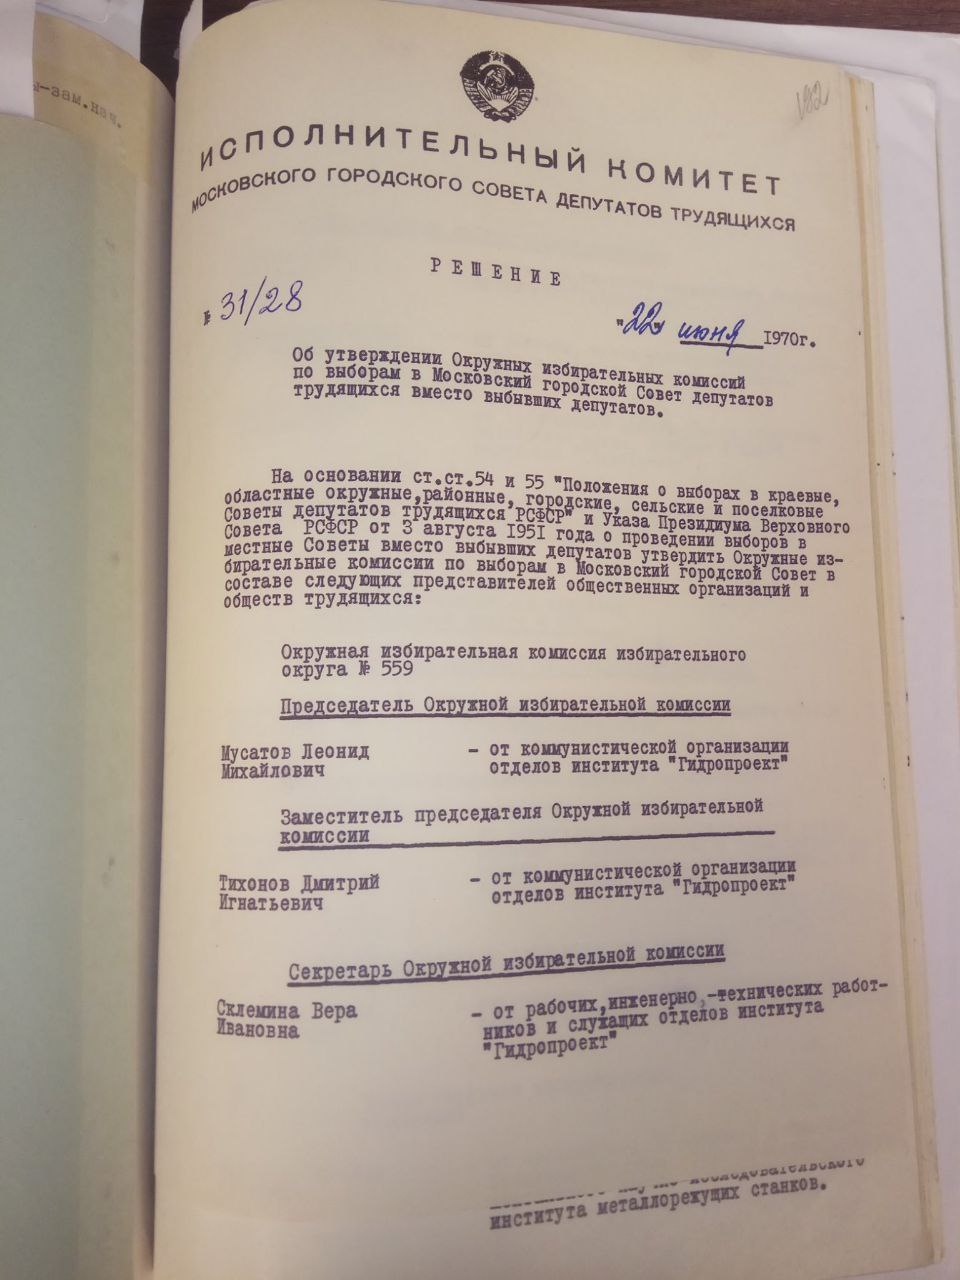 ы-зам.нач.
182
ИСПОЛНИТЕЛЬНЫЙ КОМИТЕТ
МОСКОВСКОГО ГОРОДСКОГО СОВЕТА ДЕПУТАТОВ ТРУДЯЩИХСЯ
РЕШЕНИЕ
№ 31/28
"22" июня 1970г.
Об утверждении Окружных избирательных комиссий
по выборам в Московский городской Совет депутатов
трудящихся вместо выбывших депутатов.
На основании ст.ст.54 и 55 "Положения о выборах в краевые,
областные окружные,районные, городские, сельские и поселковые
Советы депутатов трудящихся РСФСР" и Указа Президиума Верховного
Совета РСФСР от 3 августа 1951 года о проведении выборов в
местные Советы вместо выбывших депутатов утвердить Окружные из-
бирательные комиссии по выборам в Московский городской Совет в
составе следующих представителей общественных организаций и
обществ трудящихся:
Окружная избирательная комиссия избирательного
округа № 559
Председатель Окружной избирательной комиссии
Мусатов Леонид - от коммунистической организации
Михайлович отделов института "Гидропроект"
Заместитель председателя Окружной избирательной
комиссии
Тихонов Дмитрий - от коммунистической организации
Игнатьевич отделов института "Гидропроект"
Секретарь Окружной избирательной комиссии
Склемина Вера - от рабочих,инженерно,-технических работ-
Ивановна ников и служащих отделов института
"Гидропроект"
института металлорежущих станков.